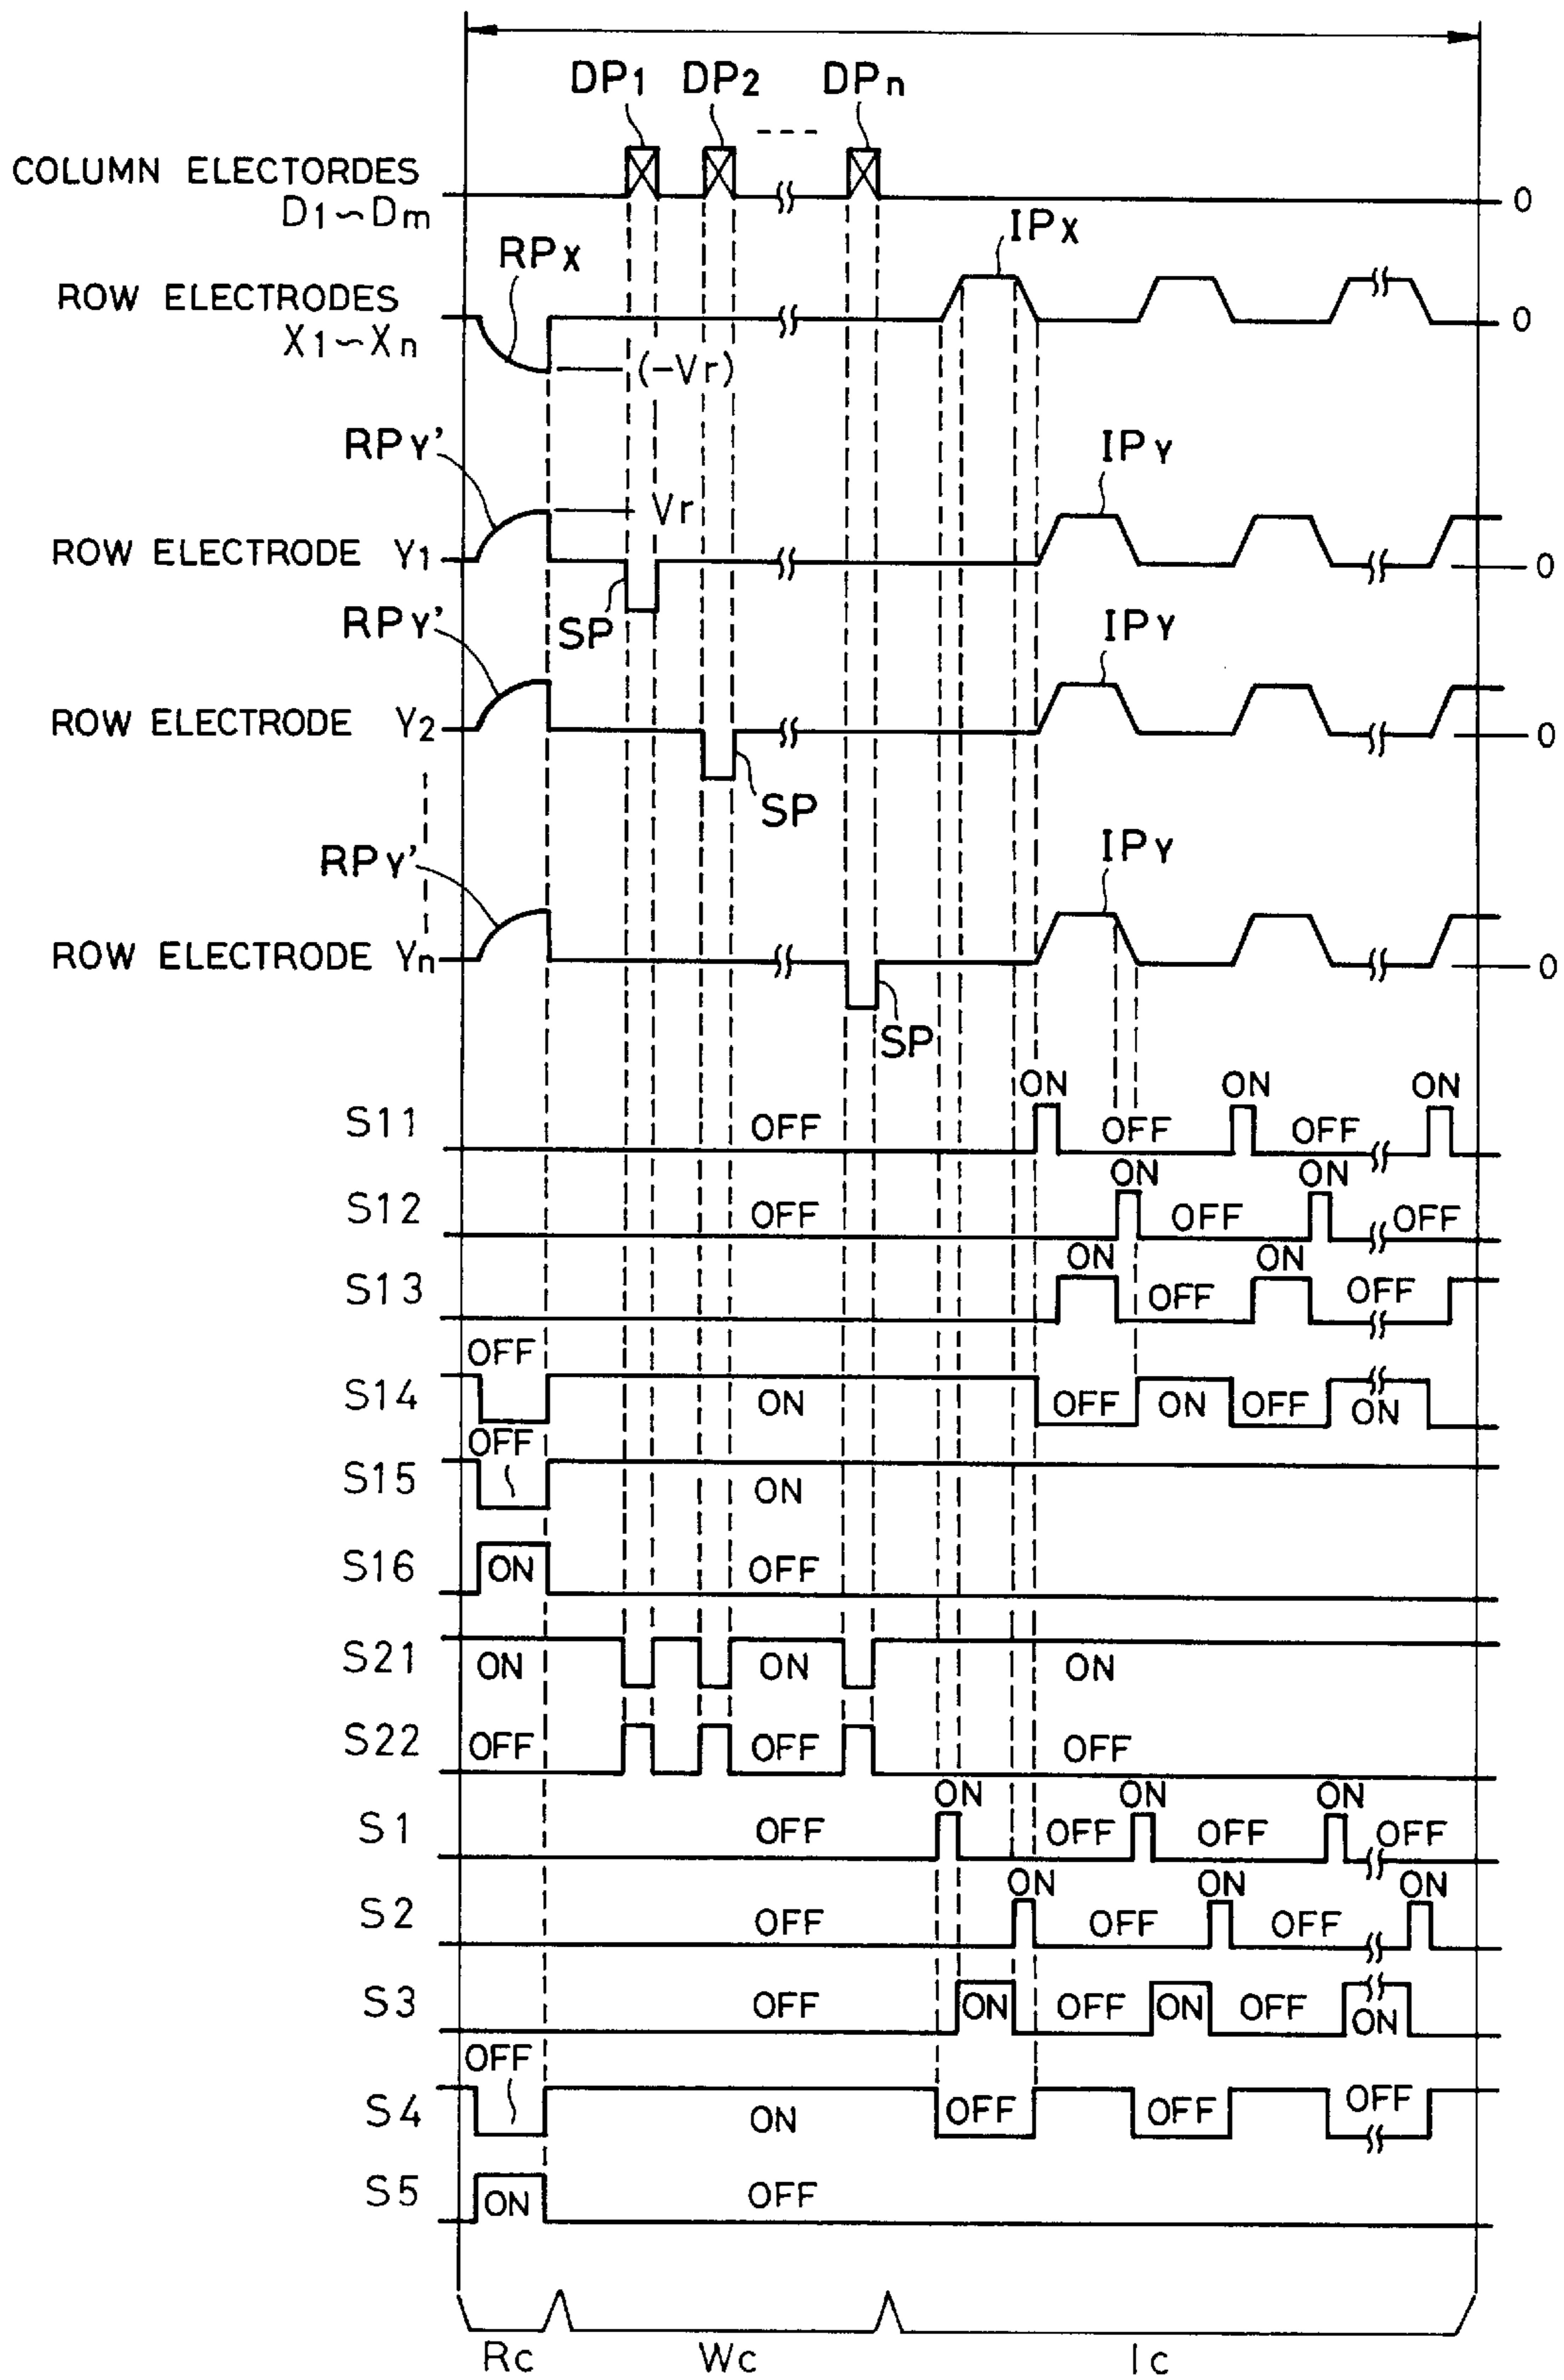 DP1 DP2 DPn
COLUMN ELECTORDES
D1~Dm
0
RPX
IPX
ROW ELECTRODES
X1~Xn
0
(-Vr)
RPY'
IPY
Vr
ROW ELECTRODE Y1
0
SP
RPY'
IPY
ROW ELECTRODE Y2
0
SP
RPY'
IPY
ROW ELECTRODE Yn
0
SP
ON ON ON
S11 OFF OFF OFF
ON ON
S12 OFF OFF OFF
ON ON
S13 OFF OFF
OFF
S14 ON OFF ON OFF ON
OFF
S15 ON
S16 ON OFF
S21 ON ON ON
S22 OFF OFF OFF
ON ON ON
S1 OFF OFF OFF OFF
ON ON ON
S2 OFF OFF OFF
S3 OFF ON OFF ON OFF ON
OFF
S4 ON OFF OFF OFF
S5 ON OFF
Rc Wc Ic